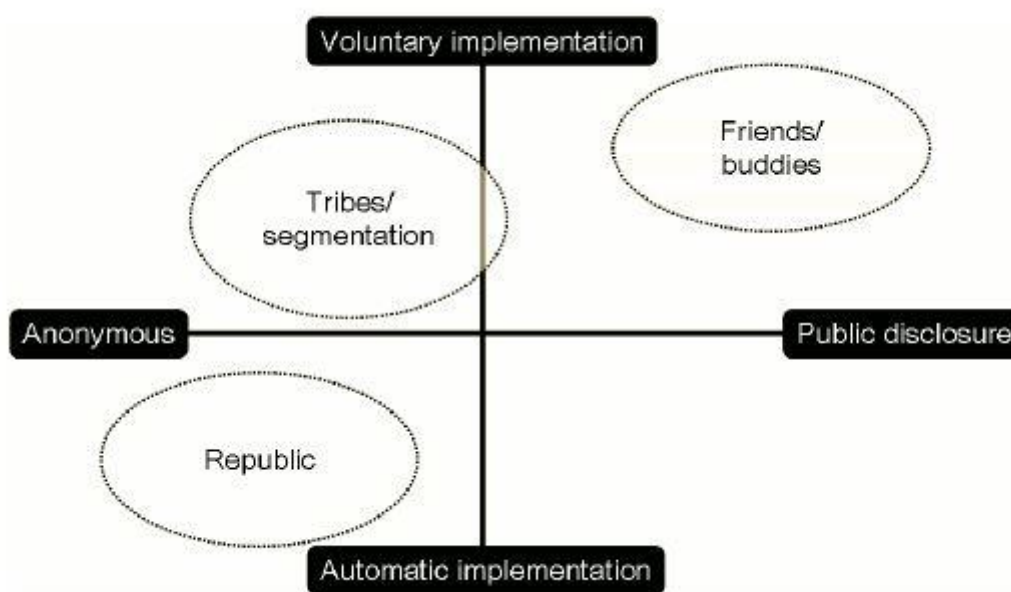 Voluntary implementation
Friends/
buddies
Tribes/
segmentation
Anonymous
Public disclosure
Republic
Automatic implementation